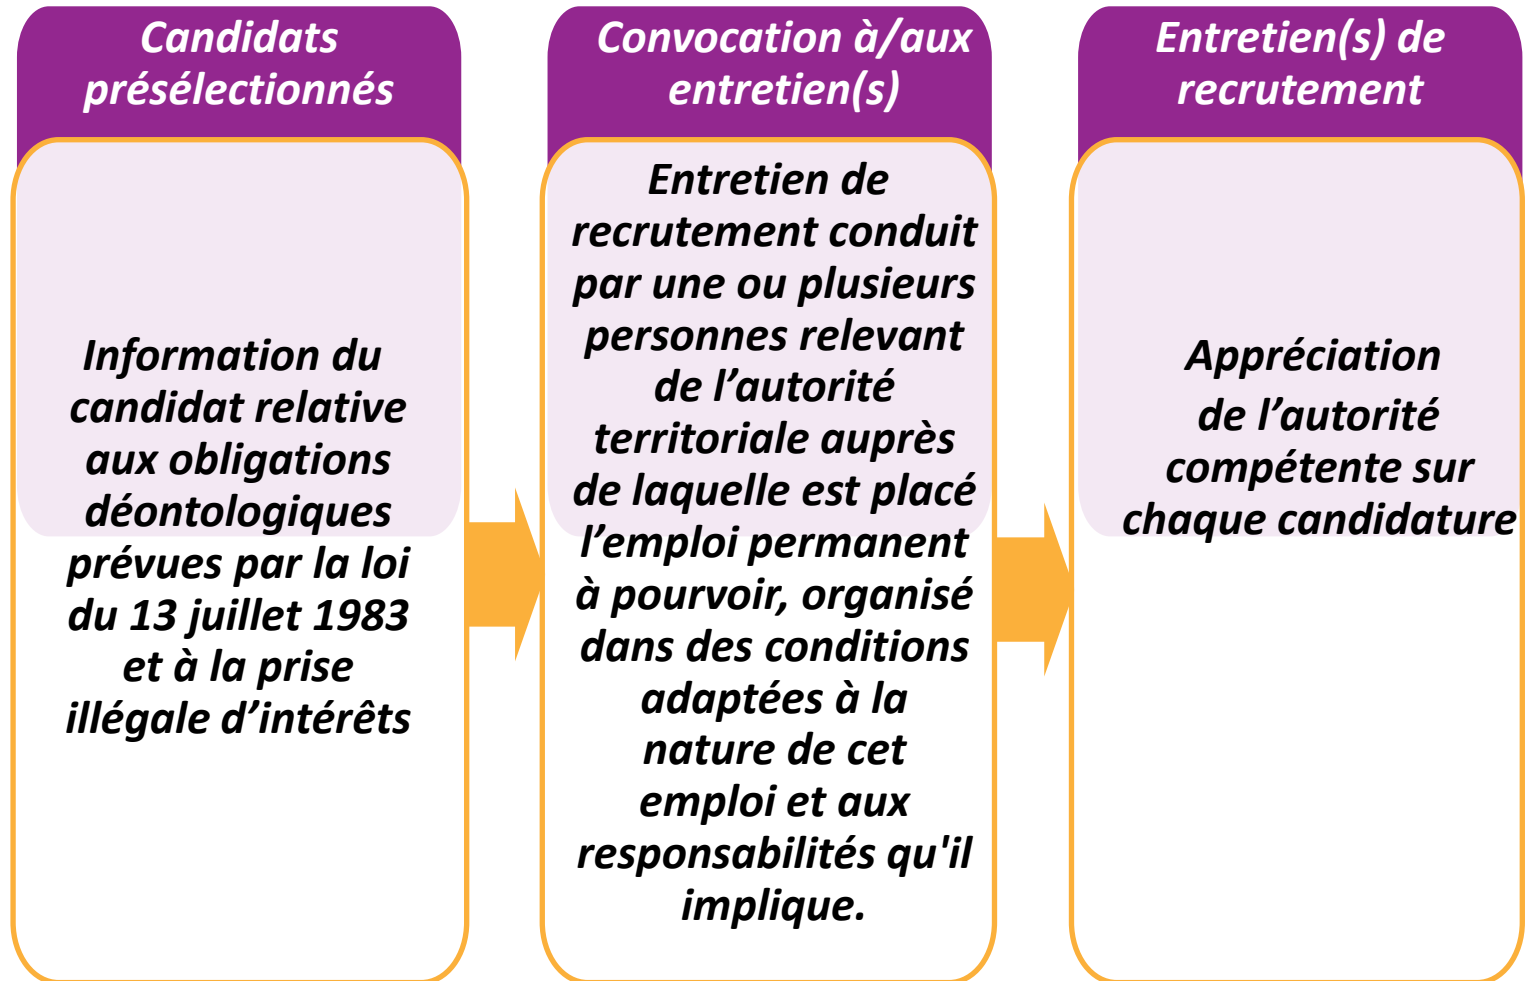 Candidats
présélectionnés
Information du
candidat relative
aux obligations
déontologiques
prévues par la loi
du 13 juillet 1983
et à la prise
illégale d’intérêts
Convocation à/aux
entretien(s)
Entretien de
recrutement conduit
par une ou plusieurs
personnes relevant
de l’autorité
territoriale auprès
de laquelle est placé
l’emploi permanent
à pourvoir, organisé
dans des conditions
adaptées à la
nature de cet
emploi et aux
responsabilités qu'il
implique.
Entretien(s) de
recrutement
Appréciation
de l’autorité
compétente sur
chaque candidature